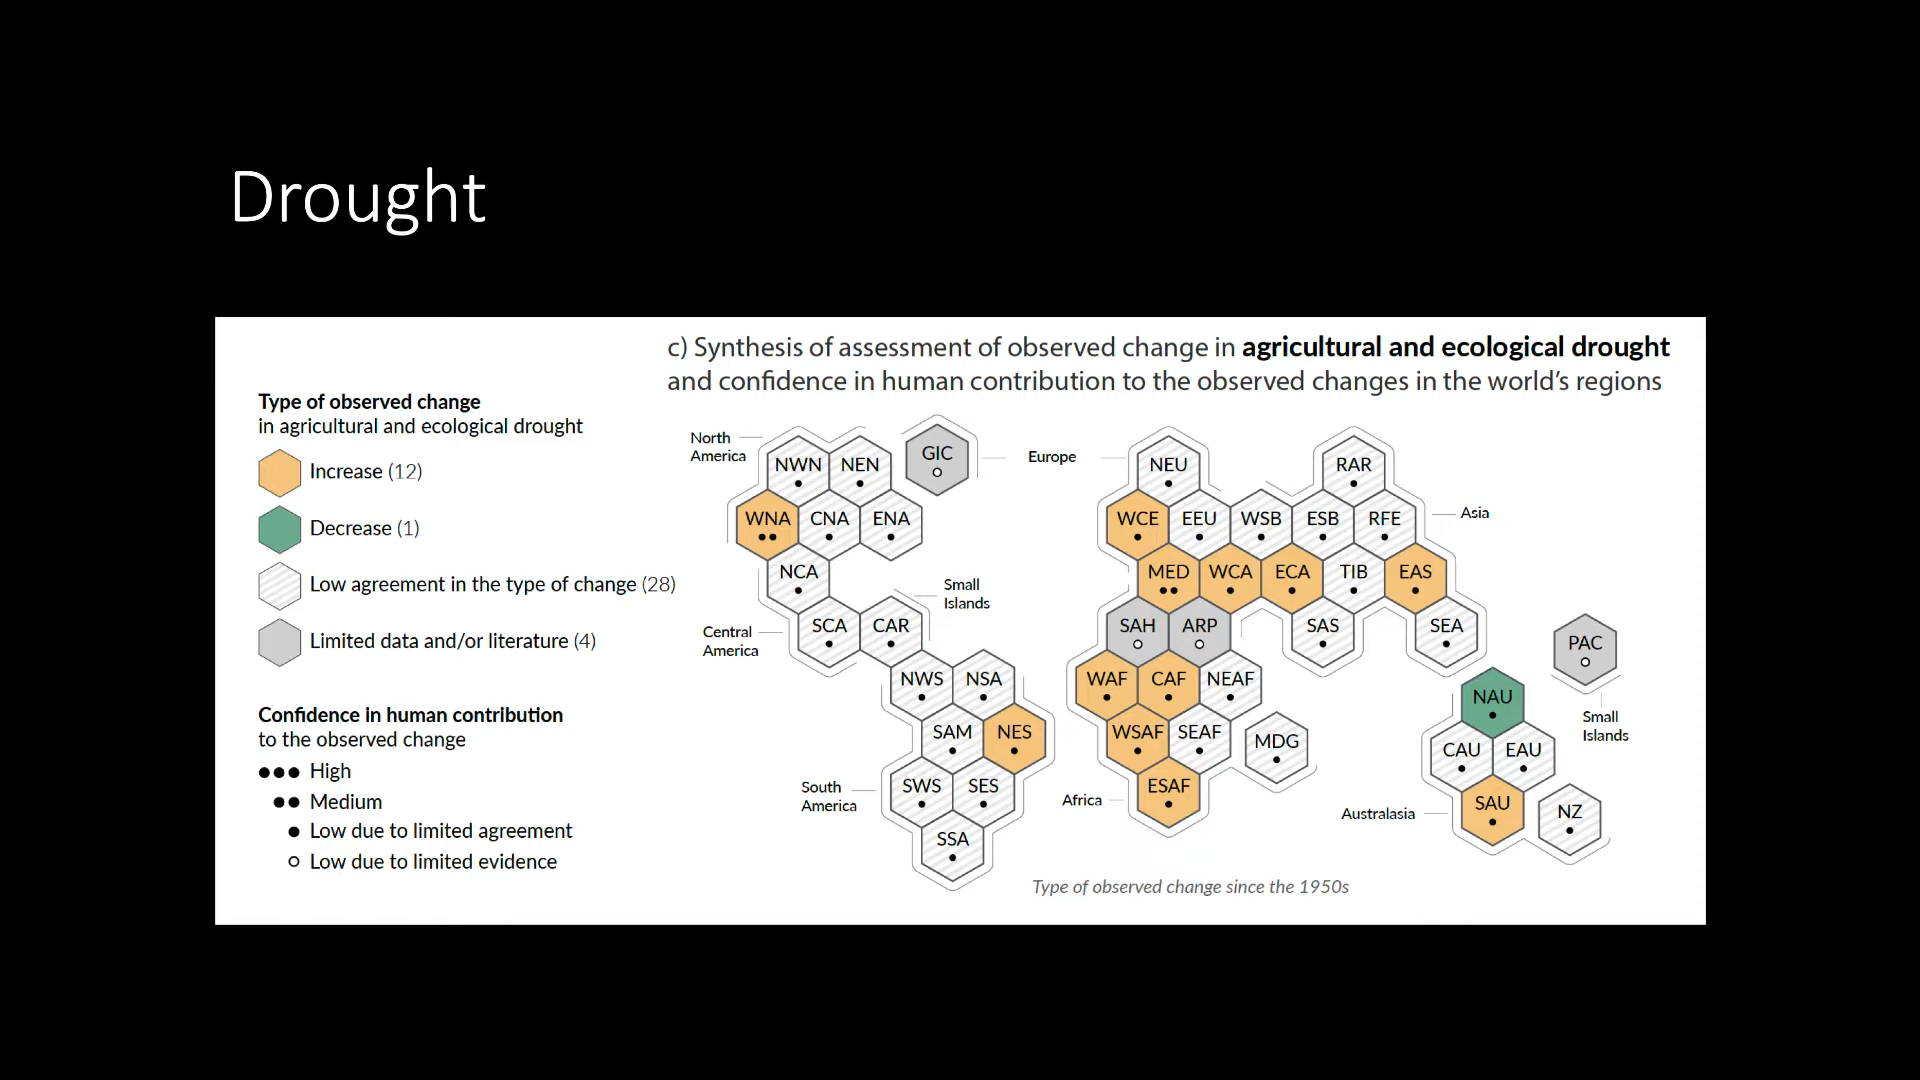 Drought
c) Synthesis of assessment of observed change in agricultural and ecological drought
and confidence in human contribution to the observed changes in the world's regions
Type of observed change
in agricultural and ecological drought
Increase (12)
Decrease (1)
Low agreement in the type of change (28)
Limited data and/or literature (4)
Confidence in human contribution
to the observed change
High
Medium
Low due to limited agreement
Low due to limited evidence
North
America
NWN NEN GIC
WNA CNA ENA
NCA
Small
Islands
Central
America
SCA CAR
NWS NSA
SAM NES
South
America
SWS SES
SSA
Europe
NEU RAR
WCE EEU WSB ESB RFE
Asia
MED WCA ECA TIB EAS
SAH ARP SAS SEA
WAF CAF NEAF
WSAF SEAF MDG
Africa
ESAF
PAC
Small
Islands
NAU
CAU EAU
Australasia
SAU NZ
Type of observed change since the 1950s